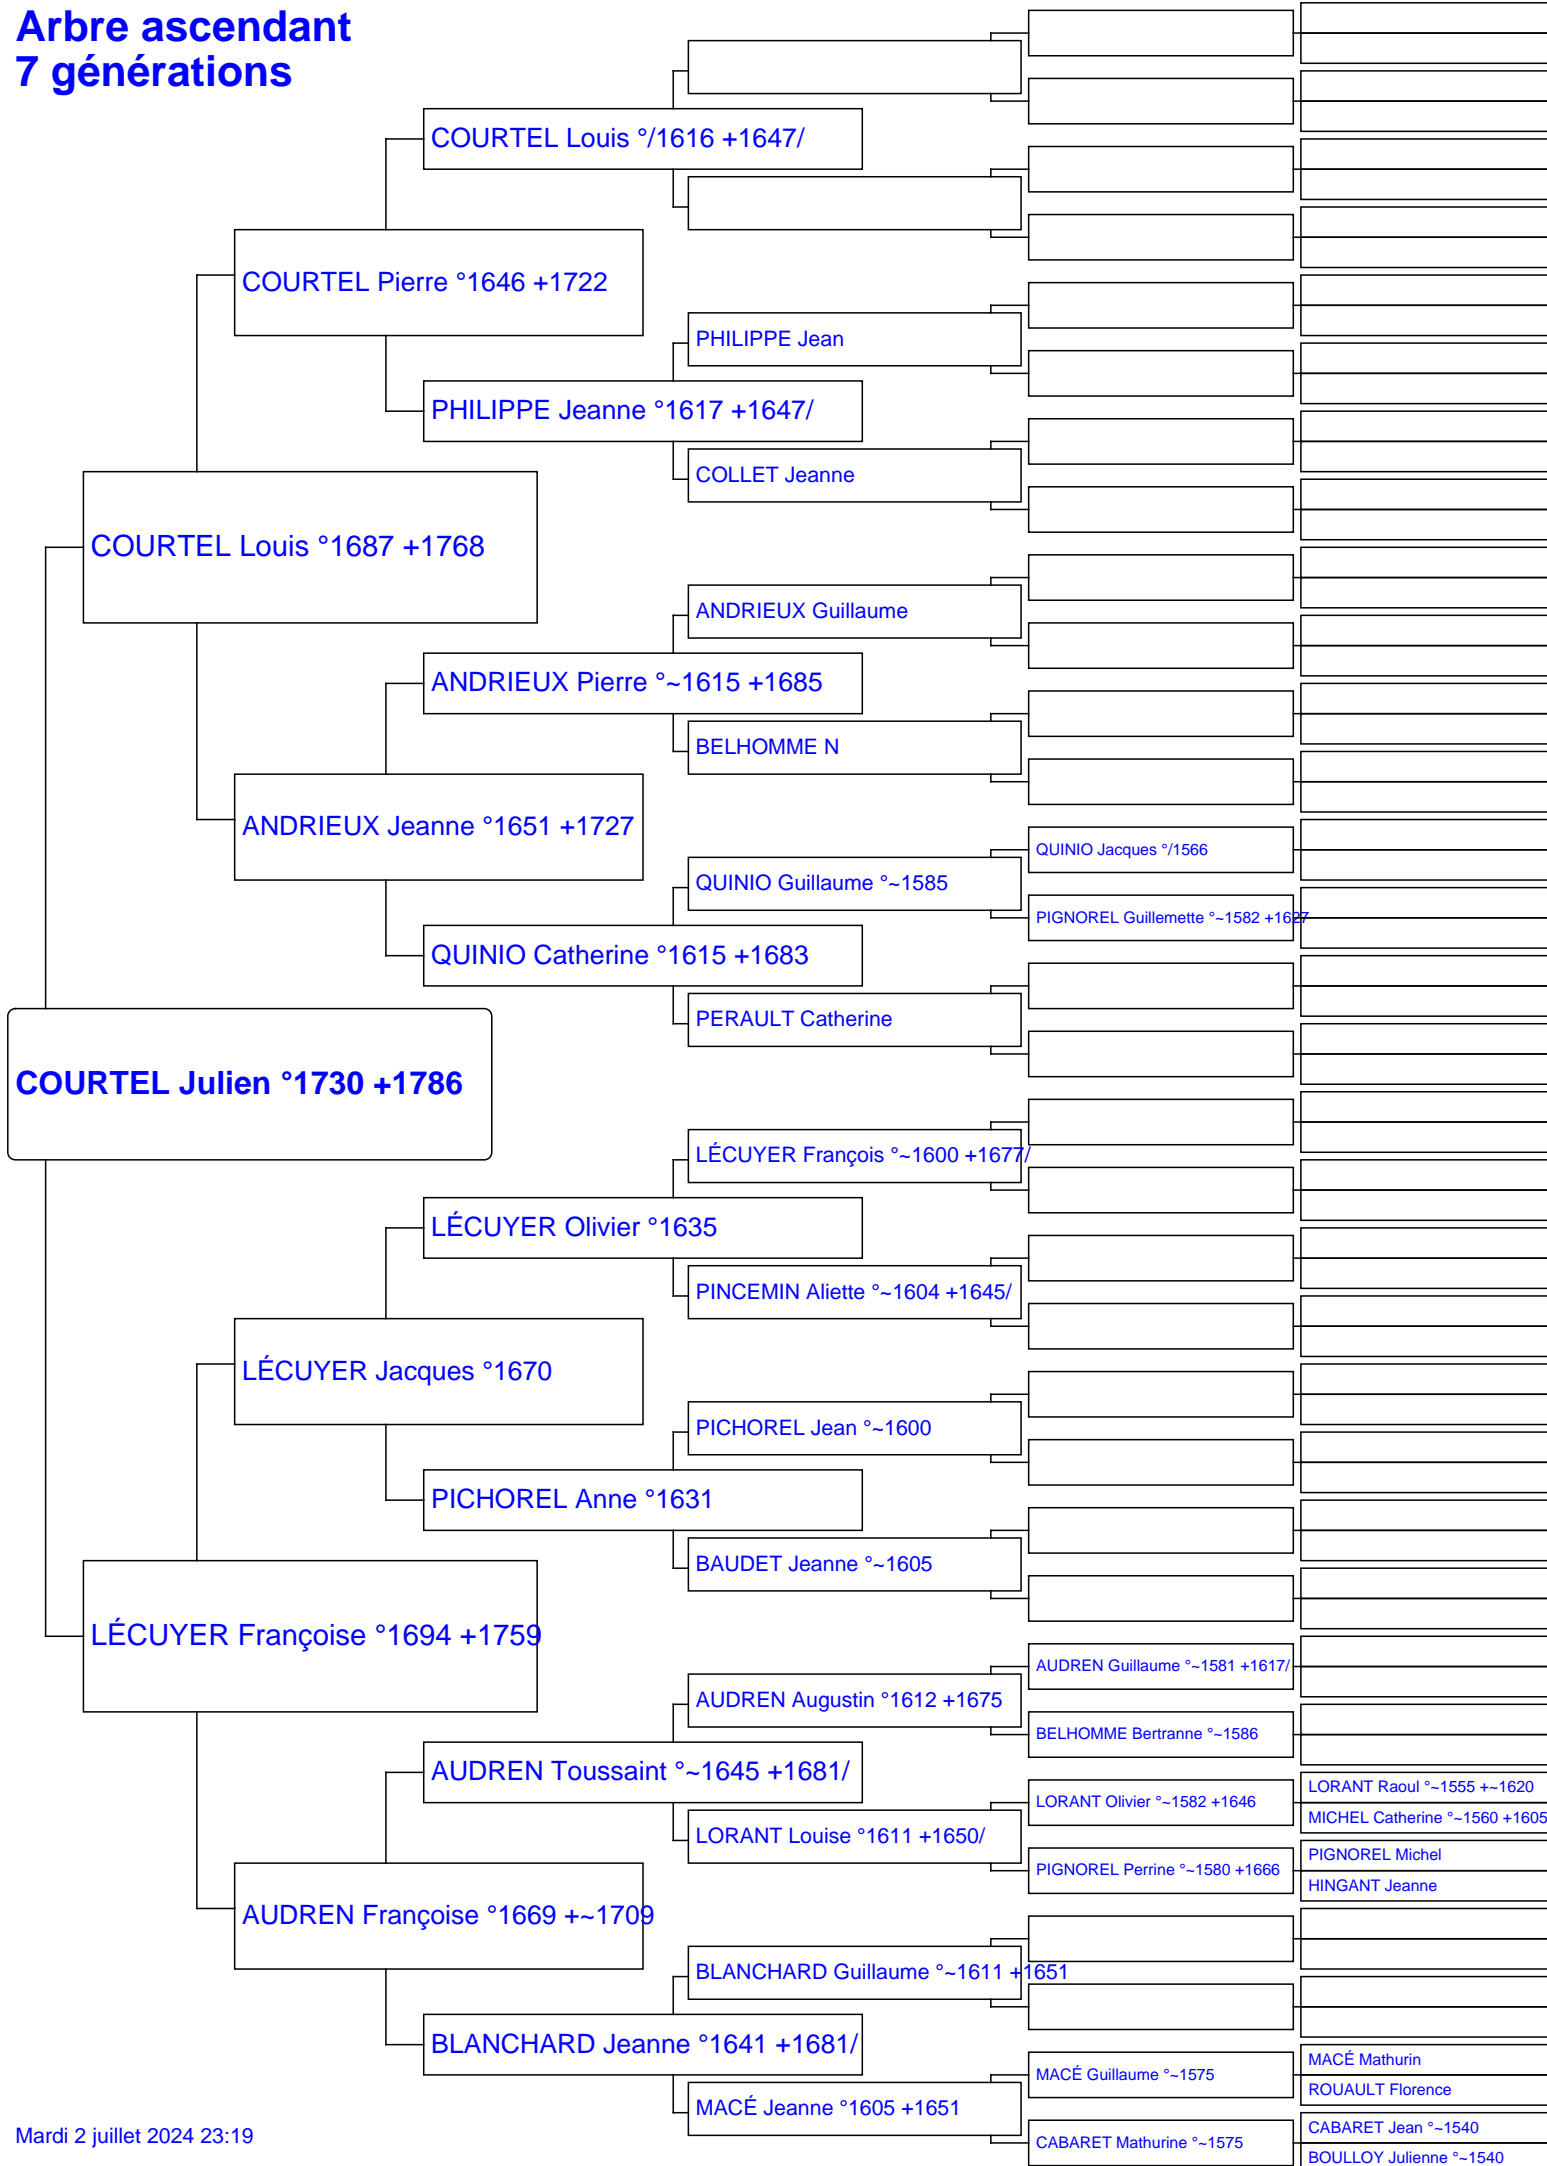 Arbre ascendant
7 générations
COURTEL Louis °/1616 +1647/
COURTEL Pierre °1646 +1722
PHILIPPE Jean
PHILIPPE Jeanne °1617 +1647/
COLLET Jeanne
COURTEL Louis °1687 +1768
ANDRIEUX Guillaume
ANDRIEUX Pierre °~1615 +1685
BELHOMME N
ANDRIEUX Jeanne °1651 +1727
QUINIO Jacques °/1566
QUINIO Guillaume °~1585
PIGNOREL Guillemette °~1582 +1627
QUINIO Catherine °1615 +1683
PERAULT Catherine
COURTEL Julien °1730 +1786
LÉCUYER François °~1600 +1677/
LÉCUYER Olivier °1635
PINCEMIN Aliette °~1604 +1645/
LÉCUYER Jacques °1670
PICHOREL Jean °~1600
PICHOREL Anne °1631
BAUDET Jeanne °~1605
LÉCUYER Françoise °1694 +1759
AUDREN Guillaume °~1581 +1617/
AUDREN Augustin °1612 +1675
BELHOMME Bertranne °~1586
AUDREN Toussaint °~1645 +1681/
LORANT Raoul °~1555 +~1620
LORANT Olivier °~1582 +1646
MICHEL Catherine °~1560 +1605
LORANT Louise °1611 +1650/
PIGNOREL Michel
PIGNOREL Perrine °~1580 +1666
HINGANT Jeanne
AUDREN Françoise °1669 +~1709
BLANCHARD Guillaume °~1611 +1651
BLANCHARD Jeanne °1641 +1681/
MACÉ Mathurin
MACÉ Guillaume °~1575
ROUAULT Florence
MACÉ Jeanne °1605 +1651
CABARET Jean °~1540
CABARET Mathurine °~1575
BOULLOY Julienne °~1540
Mardi 2 juillet 2024 23:19